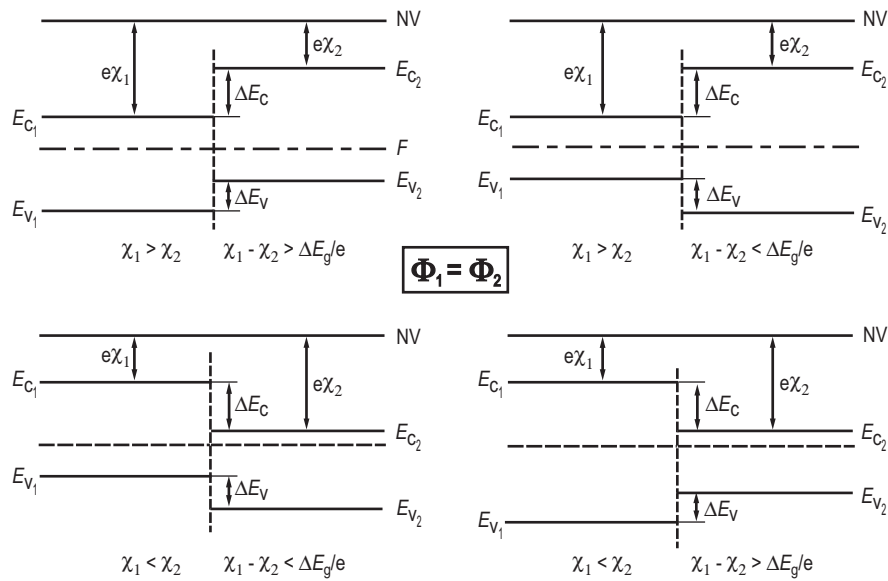 NV
eχ₁
eχ₂
E_C₂
ΔE_C
E_C₁
F
E_V₂
ΔE_V
E_V₁
χ₁ > χ₂ χ₁ - χ₂ > ΔE_g/e
NV
eχ₁
eχ₂
E_C₂
ΔE_C
E_C₁
E_V₁
ΔE_V
E_V₂
χ₁ > χ₂ χ₁ - χ₂ < ΔE_g/e
Φ₁ = Φ₂
NV
eχ₁
E_C₁
eχ₂
ΔE_C
E_C₂
E_V₁
ΔE_V
E_V₂
χ₁ < χ₂ χ₁ - χ₂ < ΔE_g/e
NV
eχ₁
E_C₁
eχ₂
ΔE_C
E_C₂
E_V₂
ΔE_V
E_V₁
χ₁ < χ₂ χ₁ - χ₂ > ΔE_g/e